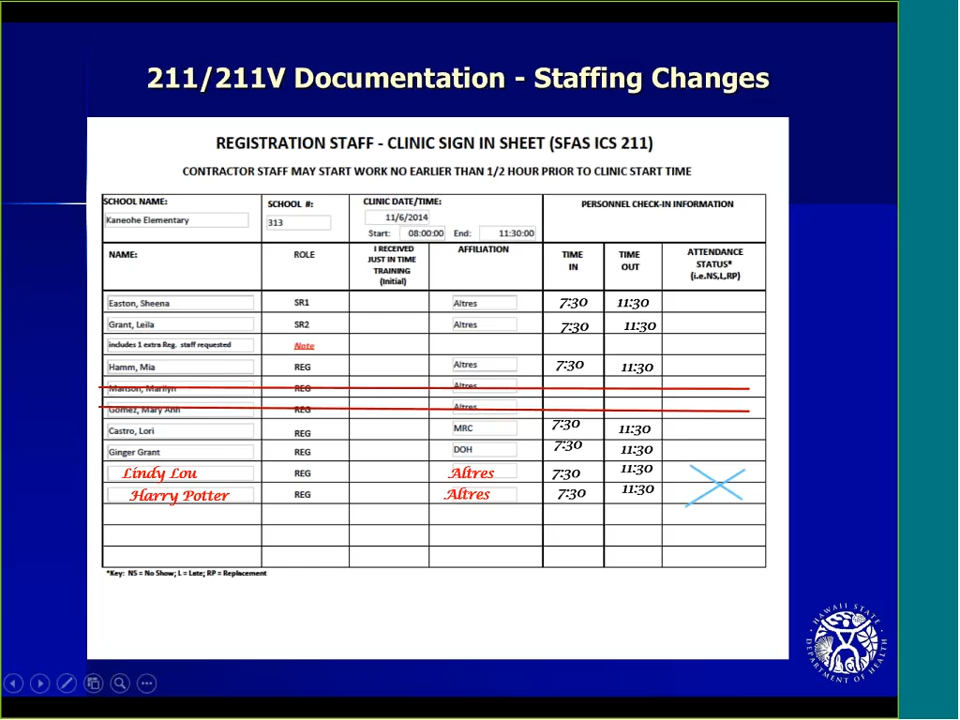 211/211V Documentation - Staffing Changes
REGISTRATION STAFF - CLINIC SIGN IN SHEET (SFAS ICS 211)
CONTRACTOR STAFF MAY START WORK NO EARLIER THAN 1/2 HOUR PRIOR TO CLINIC START TIME
SCHOOL NAME: SCHOOL #: CLINIC DATE/TIME: PERSONNEL CHECK-IN INFORMATION
Kaneohe Elementary 313 11/6/2014
Start: 08:00:00 End: 11:30:00
NAME: ROLE I RECEIVED JUST IN TIME TRAINING (Initial) AFFILIATION TIME IN TIME OUT ATTENDANCE STATUS* (i.e.NS,L,RP)
Easton, Sheena SR1 Altres 7:30 11:30
Grant, Leila SR2 Altres 7:30 11:30
includes 1 extra Reg. staff requested Note
Hamm, Mia REG Altres 7:30 11:30
Manson, Marilyn REG Altres
Gomez, Mary Ann REG Altres
Castro, Lori REG MRC 7:30 11:30
Ginger Grant REG DOH 7:30 11:30
Lindy Lou REG Altres 7:30 11:30
Harry Potter REG Altres 7:30 11:30
*Key: NS = No Show; L = Late; RP = Replacement
HAWAII STATE
DEPARTMENT OF HEALTH